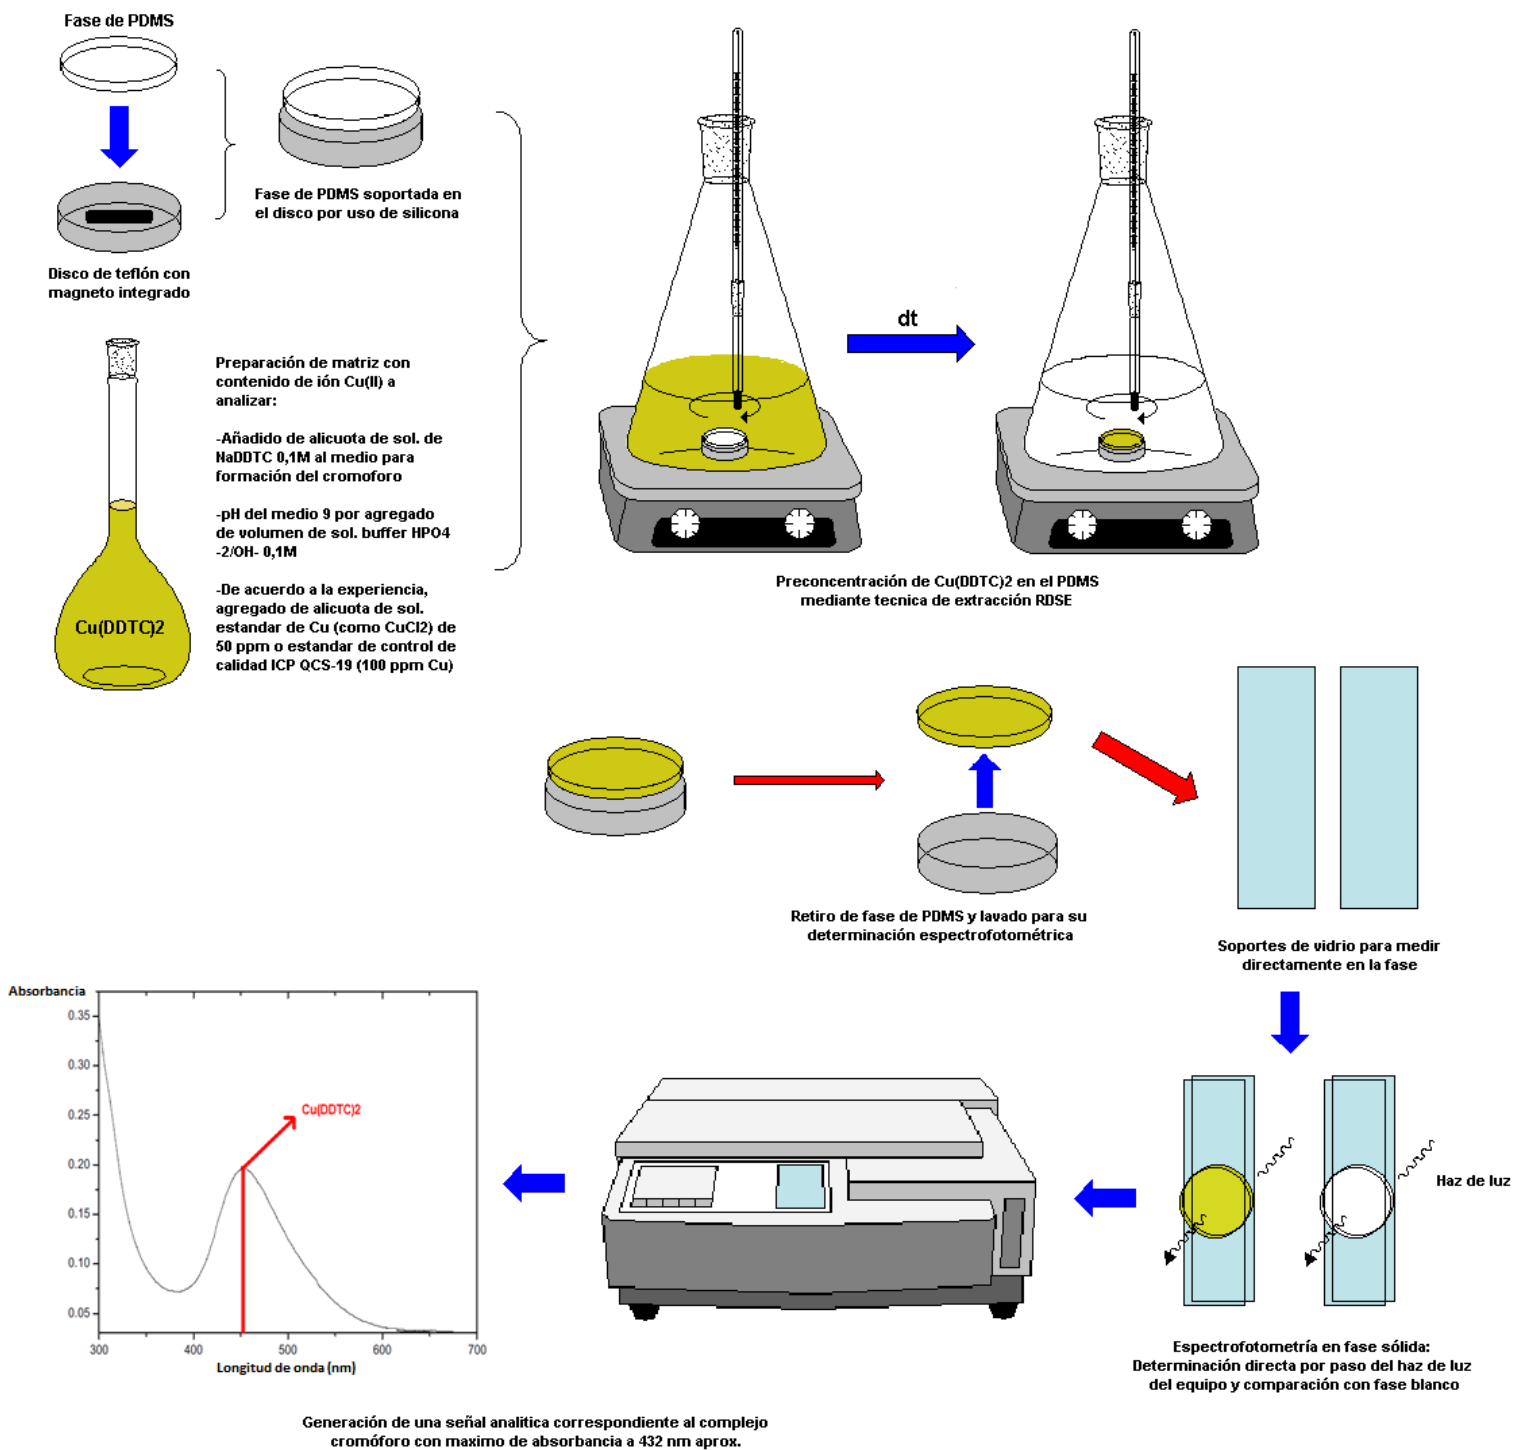 Fase de PDMS
Fase de PDMS soportada en
el disco por uso de silicona
Disco de teflón con
magneto integrado
Preparación de matriz con
contenido de ión Cu(II) a
analizar:
-Añadido de alicuota de sol. de
NaDDTC 0,1M al medio para
formación del cromoforo
-pH del medio 9 por agregado
de volumen de sol. buffer HPO4
-2/OH- 0,1M
-De acuerdo a la experiencia,
agregado de alicuota de sol.
estandar de Cu (como CuCl2) de
50 ppm o estandar de control de
calidad ICP QCS-19 (100 ppm Cu)
Cu(DDTC)2
dt
Preconcentración de Cu(DDTC)2 en el PDMS
mediante tecnica de extracción RDSE
Retiro de fase de PDMS y lavado para su
determinación espectrofotométrica
Soportes de vidrio para medir
directamente en la fase
Haz de luz
Espectrofotometría en fase sólida:
Determinación directa por paso del haz de luz
del equipo y comparación con fase blanco
Absorbancia
0.35
0.30
0.25
0.20
0.15
0.10
0.05
Cu(DDTC)2
300 400 500 600 700
Longitud de onda (nm)
Generación de una señal analítica correspondiente al complejo
cromóforo con maximo de absorbancia a 432 nm aprox.